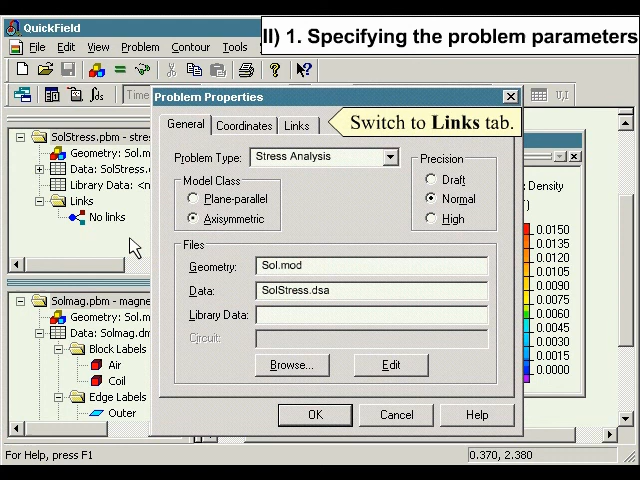 QuickField
II) 1. Specifying the problem parameters
File Edit View Problem Contour Tools
Time
U,I
Problem Properties
General Coordinates Links
Switch to Links tab.
Problem Type: Stress Analysis
Precision
Draft
Normal
High
Model Class
Plane-parallel
Axisymmetric
Files
Geometry: Sol.mod
Data: SolStress.dsa
Library Data:
Circuit:
Browse... Edit
OK Cancel Help
SolStress.pbm - stres
Geometry: Sol.m
Data: SolStress.d
Library Data: <n
Links
No links
Solmag.pbm - magne
Geometry: Sol.m
Data: Solmag.dm
Block Labels
Air
Coil
Edge Labels
Outer
Density
0.0150
0.0135
0.0120
0.0105
0.0090
0.0075
0.0060
0.0045
0.0030
0.0015
0.0000
For Help, press F1
0.370, 2.380